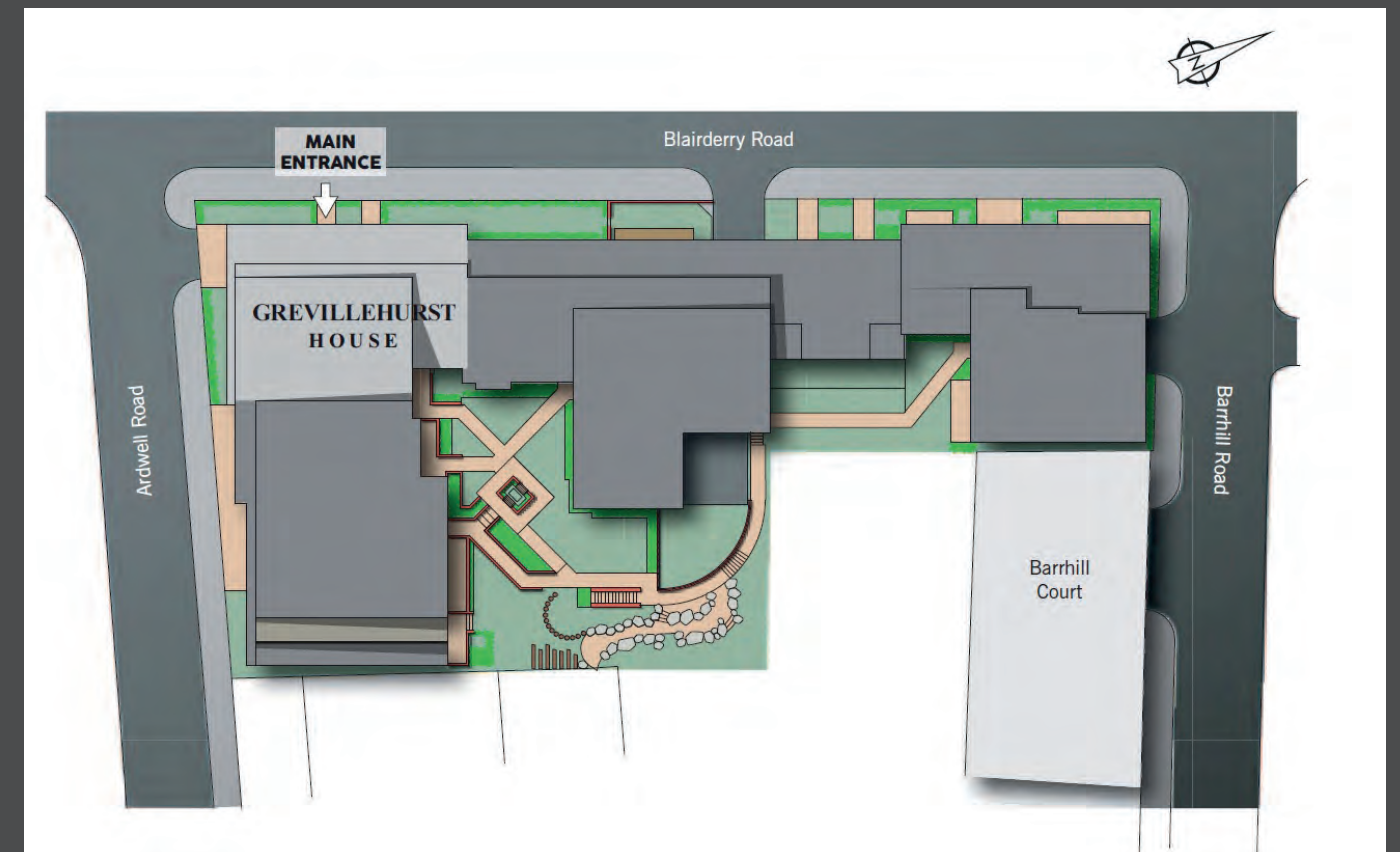 N
Blairderry Road
MAIN
ENTRANCE
GREVILLEHURST
HOUSE
Ardwell Road
Barrhill Road
Barrhill
Court